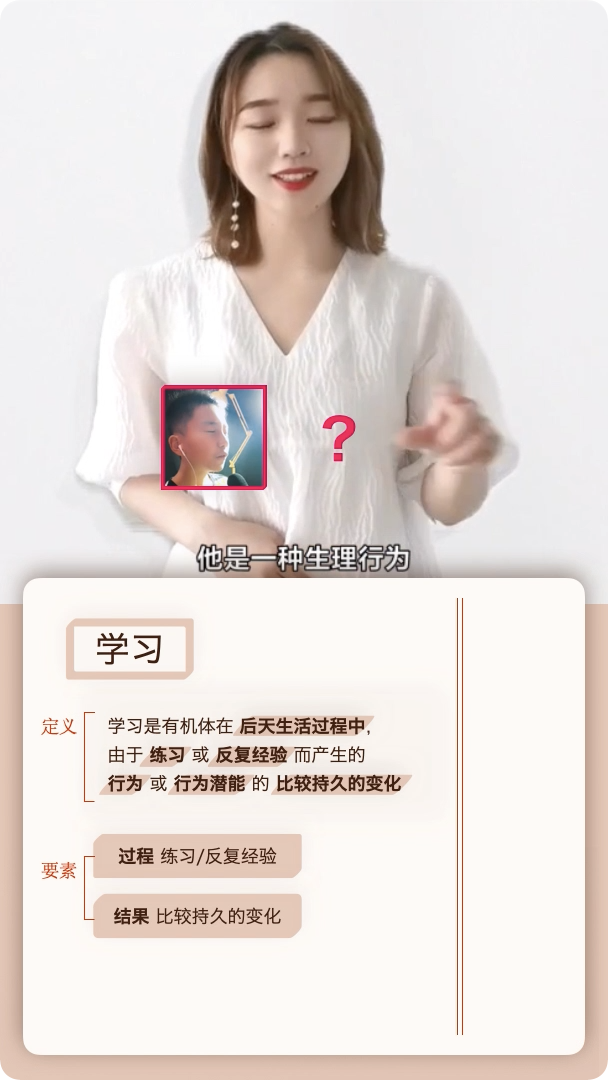 ?
他是一种生理行为
学习
定义
学习是有机体在 后天生活过程中,
由于 练习 或 反复经验 而产生的
行为 或 行为潜能 的 比较持久的变化
要素
过程 练习/反复经验
结果 比较持久的变化